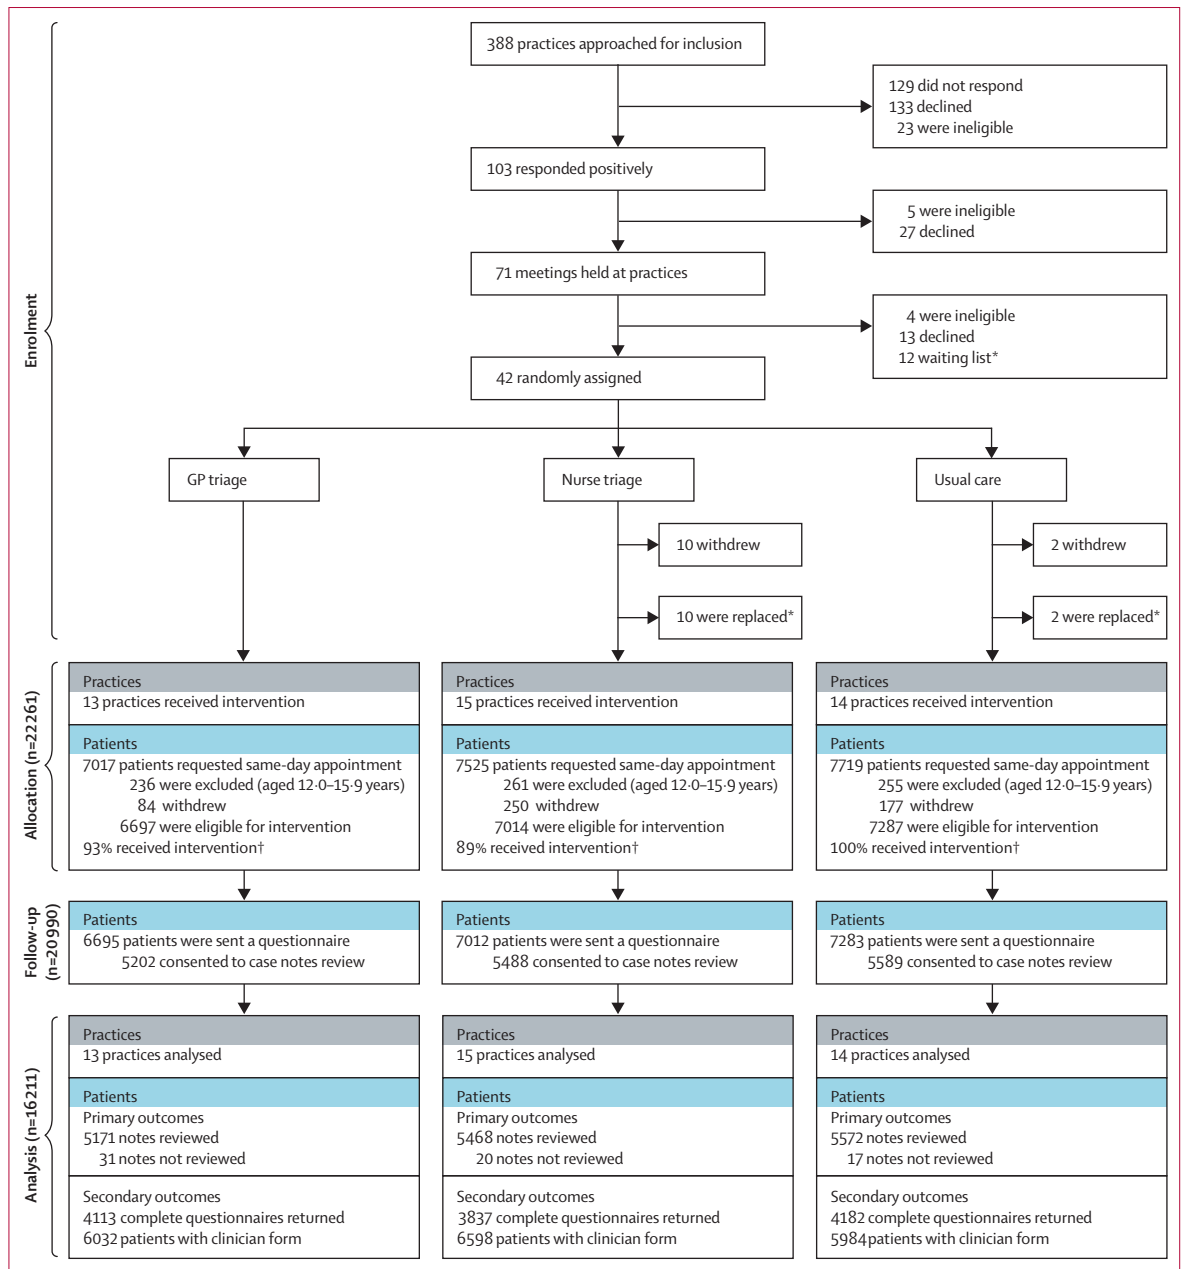 388 practices approached for inclusion
129 did not respond
133 declined
23 were ineligible
103 responded positively
5 were ineligible
27 declined
71 meetings held at practices
4 were ineligible
13 declined
12 waiting list*
42 randomly assigned
Enrolment
GP triage
Nurse triage
Usual care
10 withdrew
2 withdrew
10 were replaced*
2 were replaced*
Allocation (n=22261)
Practices
13 practices received intervention
Patients
7017 patients requested same-day appointment
236 were excluded (aged 12·0–15·9 years)
84 withdrew
6697 were eligible for intervention
93% received intervention†
Practices
15 practices received intervention
Patients
7525 patients requested same-day appointment
261 were excluded (aged 12·0–15·9 years)
250 withdrew
7014 were eligible for intervention
89% received intervention†
Practices
14 practices received intervention
Patients
7719 patients requested same-day appointment
255 were excluded (aged 12·0–15·9 years)
177 withdrew
7287 were eligible for intervention
100% received intervention†
Follow-up
(n=20990)
Patients
6695 patients were sent a questionnaire
5202 consented to case notes review
Patients
7012 patients were sent a questionnaire
5488 consented to case notes review
Patients
7283 patients were sent a questionnaire
5589 consented to case notes review
Analysis (n=16211)
Practices
13 practices analysed
Patients
Primary outcomes
5171 notes reviewed
31 notes not reviewed
Secondary outcomes
4113 complete questionnaires returned
6032 patients with clinician form
Practices
15 practices analysed
Patients
Primary outcomes
5468 notes reviewed
20 notes not reviewed
Secondary outcomes
3837 complete questionnaires returned
6598 patients with clinician form
Practices
14 practices analysed
Patients
Primary outcomes
5572 notes reviewed
17 notes not reviewed
Secondary outcomes
4182 complete questionnaires returned
5984 patients with clinician form